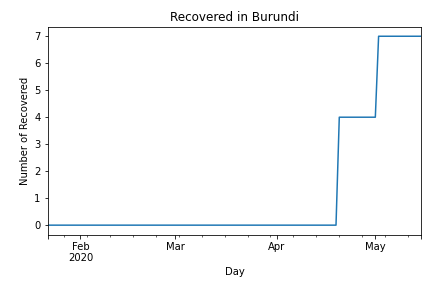 Recovered in Burundi
Number of Recovered
7
6
5
4
3
2
1
0
Feb
2020
Mar
Apr
May
Day